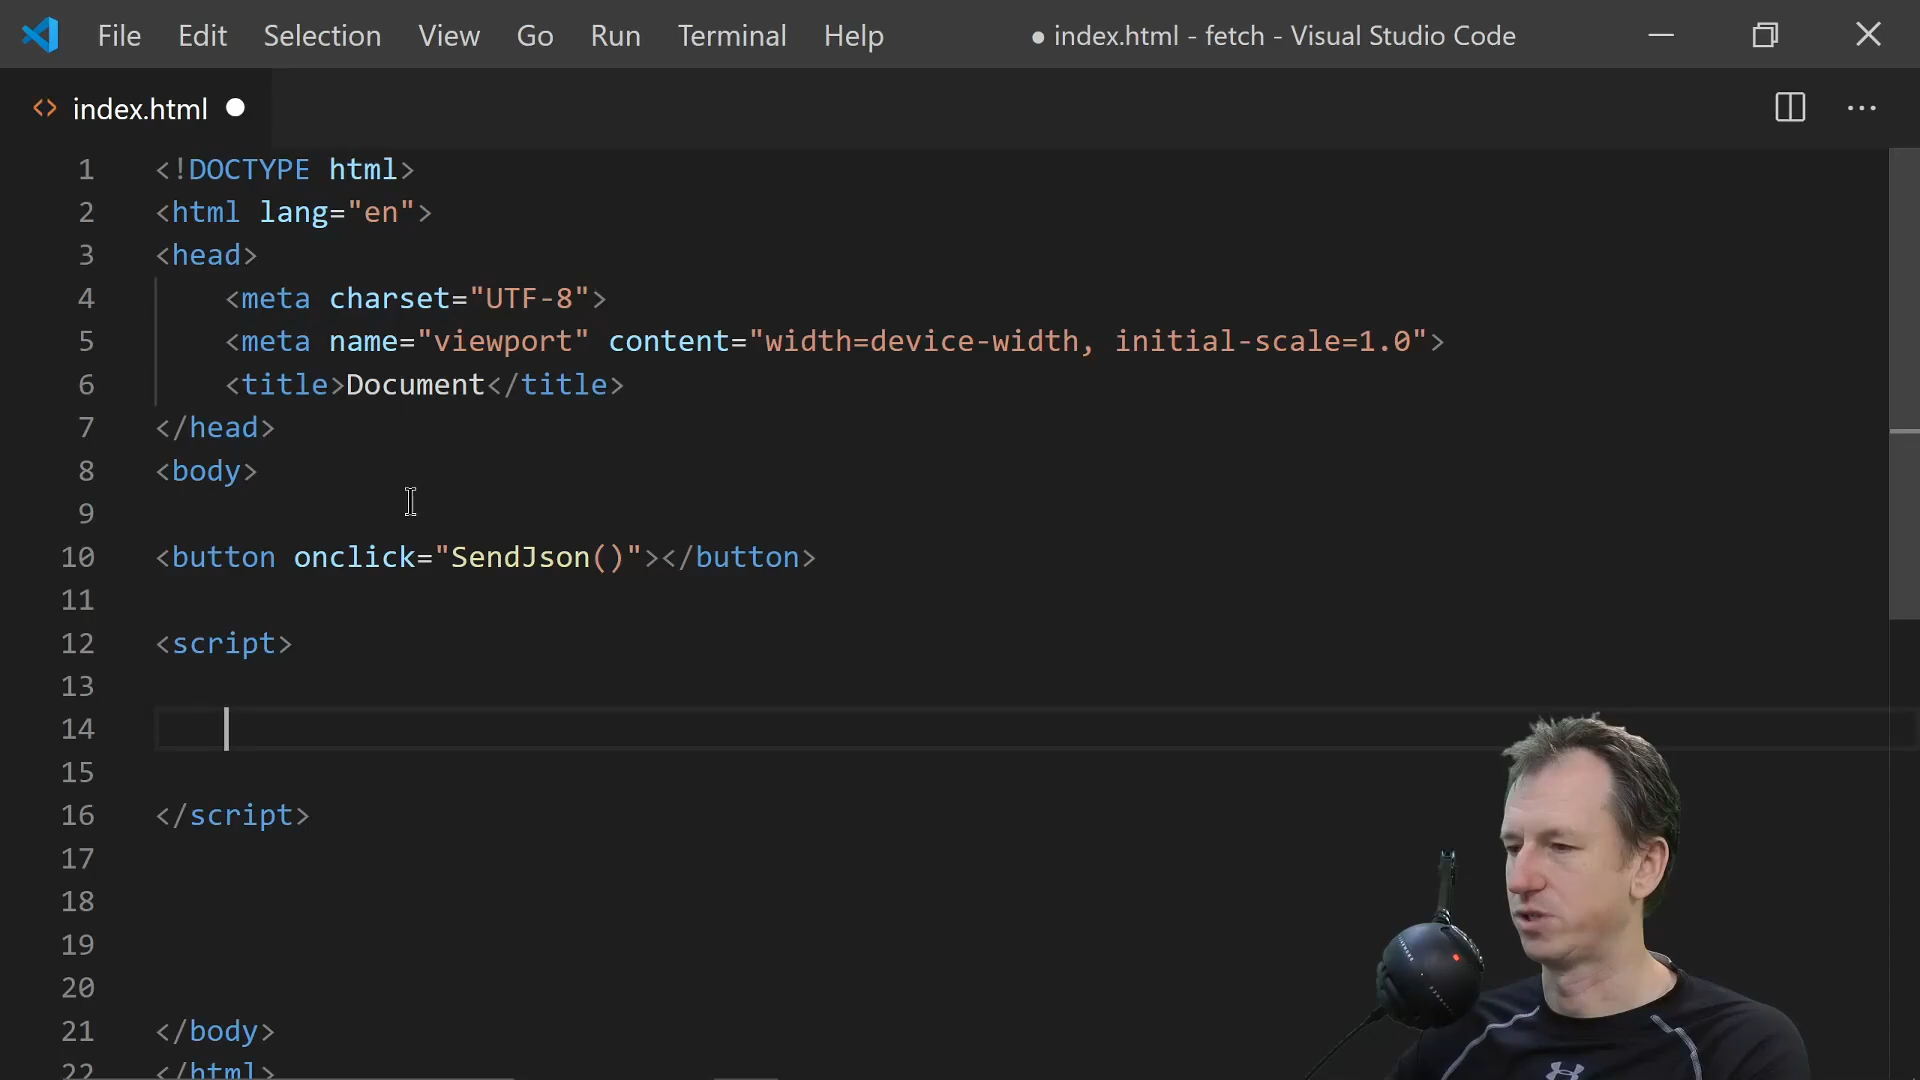 File Edit Selection View Go Run Terminal Help ● index.html - fetch - Visual Studio Code
<> index.html ●
1 <!DOCTYPE html>
2 <html lang="en">
3 <head>
4 <meta charset="UTF-8">
5 <meta name="viewport" content="width=device-width, initial-scale=1.0">
6 <title>Document</title>
7 </head>
8 <body>
9
10 <button onclick="SendJson()"></button>
11
12 <script>
13
14
15
16 </script>
17
18
19
20
21 </body>
22 </html>